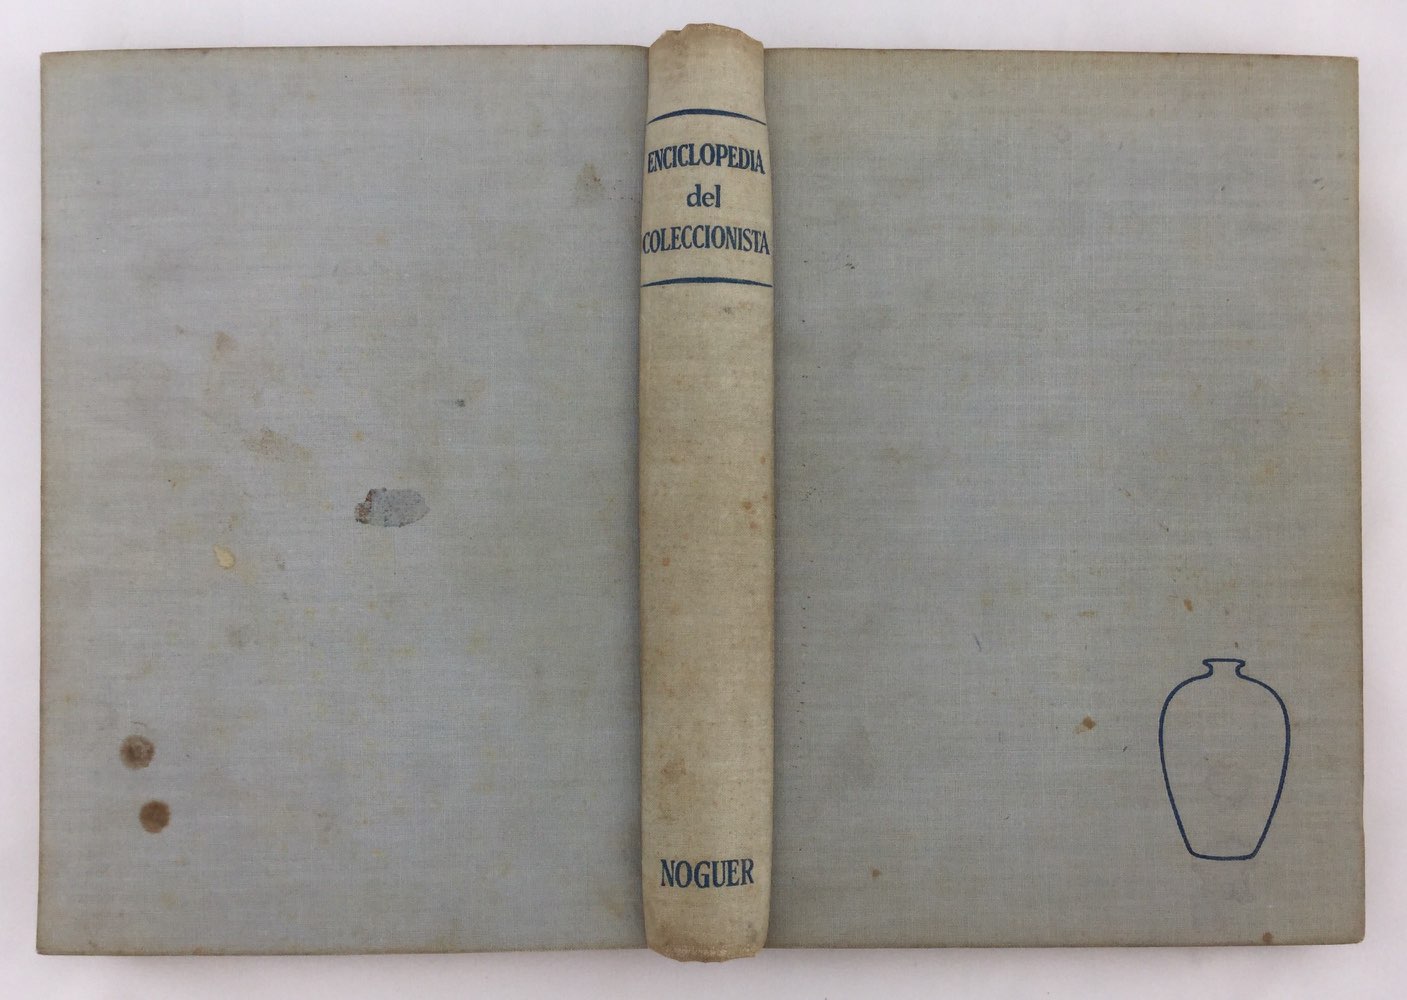 ENCICLOPEDIA
del
COLECCIONISTA
NOGUER